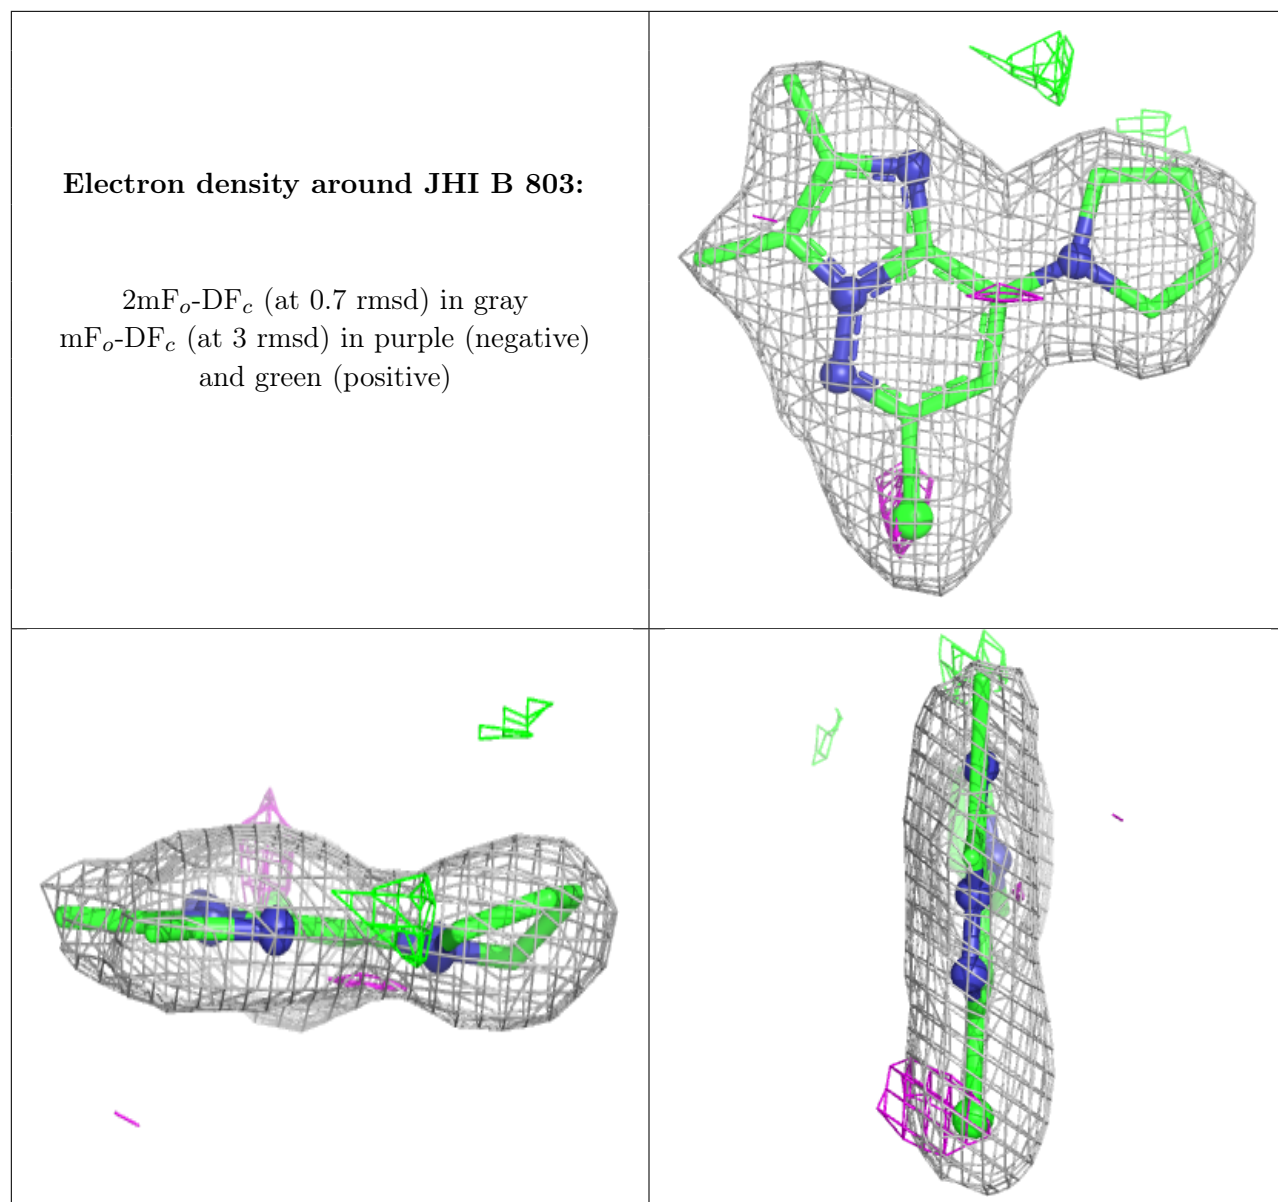 Electron density around JHI B 803:
2mFo-DFc (at 0.7 rmsd) in gray
mFo-DFc (at 3 rmsd) in purple (negative)
and green (positive)